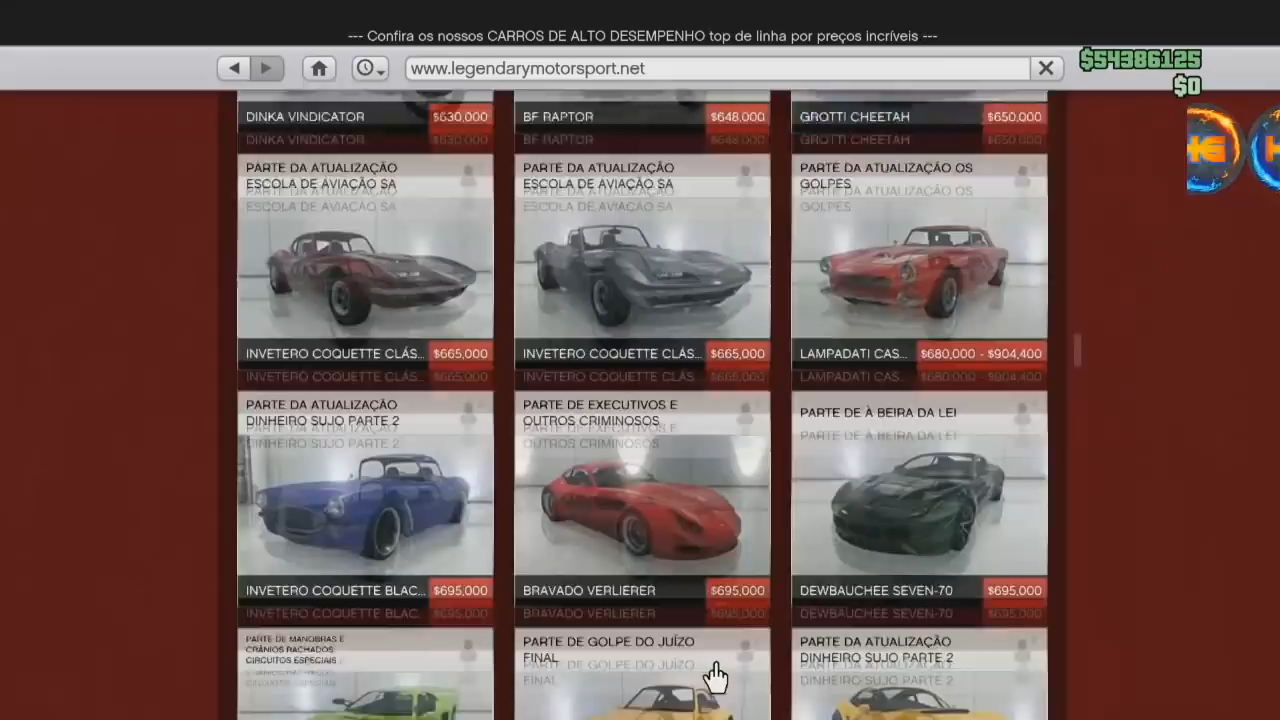 --- Confira os nossos CARROS DE ALTO DESEMPENHO top de linha por preços incríveis ---
www.legendarymotorsport.net
$54386125
$0
DINKA VINDICATOR $630,000
BF RAPTOR $648,000
GROTTI CHEETAH $650,000
PARTE DA ATUALIZAÇÃO
ESCOLA DE AVIAÇÃO SA
PARTE DA ATUALIZAÇÃO
ESCOLA DE AVIAÇÃO SA
PARTE DA ATUALIZAÇÃO OS
GOLPES
INVETERO COQUETTE CLÁS... $665,000
INVETERO COQUETTE CLÁS... $665,000
LAMPADATI CAS... $680,000 - $904,400
PARTE DA ATUALIZAÇÃO
DINHEIRO SUJO PARTE 2
PARTE DE EXECUTIVOS E
OUTROS CRIMINOSOS
PARTE DE À BEIRA DA LEI
INVETERO COQUETTE BLAC... $695,000
BRAVADO VERLIERER $695,000
DEWBAUCHEE SEVEN-70 $695,000
PARTE DE MANOBRAS E
CRÂNIOS RACHADOS
CIRCUITOS ESPECIAIS
PARTE DE GOLPE DO JUÍZO
FINAL
PARTE DA ATUALIZAÇÃO
DINHEIRO SUJO PARTE 2